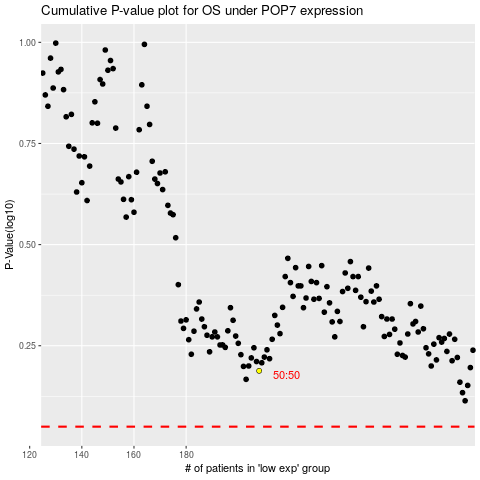 Cumulative P-value plot for OS under POP7 expression
1.00
0.75
0.50
0.25
P-Value(log10)
50:50
120 140 160 180
# of patients in 'low exp' group